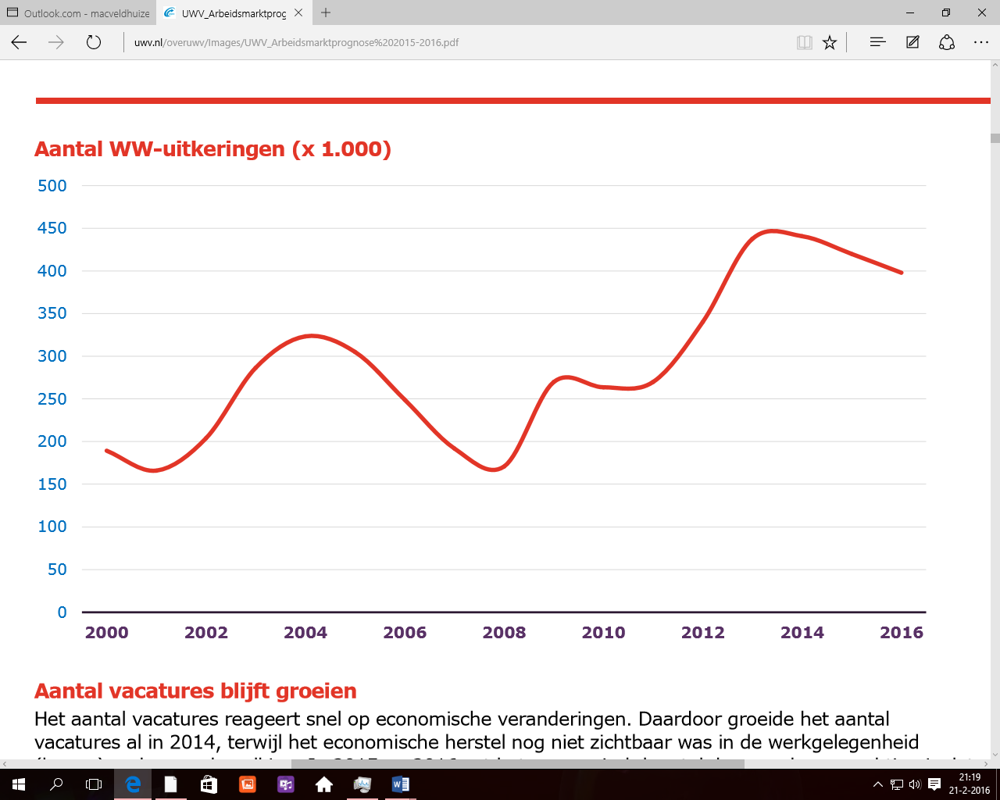 Outlook.com - macveldhuize
UWV_Arbeidsmarktprog
uwv.nl/overuwv/Images/UWV_Arbeidsmarktprognose%202015-2016.pdf
Aantal WW-uitkeringen (x 1.000)
500
450
400
350
300
250
200
150
100
50
0
2000 2002 2004 2006 2008 2010 2012 2014 2016
Aantal vacatures blijft groeien
Het aantal vacatures reageert snel op economische veranderingen. Daardoor groeide het aantal
vacatures al in 2014, terwijl het economische herstel nog niet zichtbaar was in de werkgelegenheid
21:19
21-2-2016